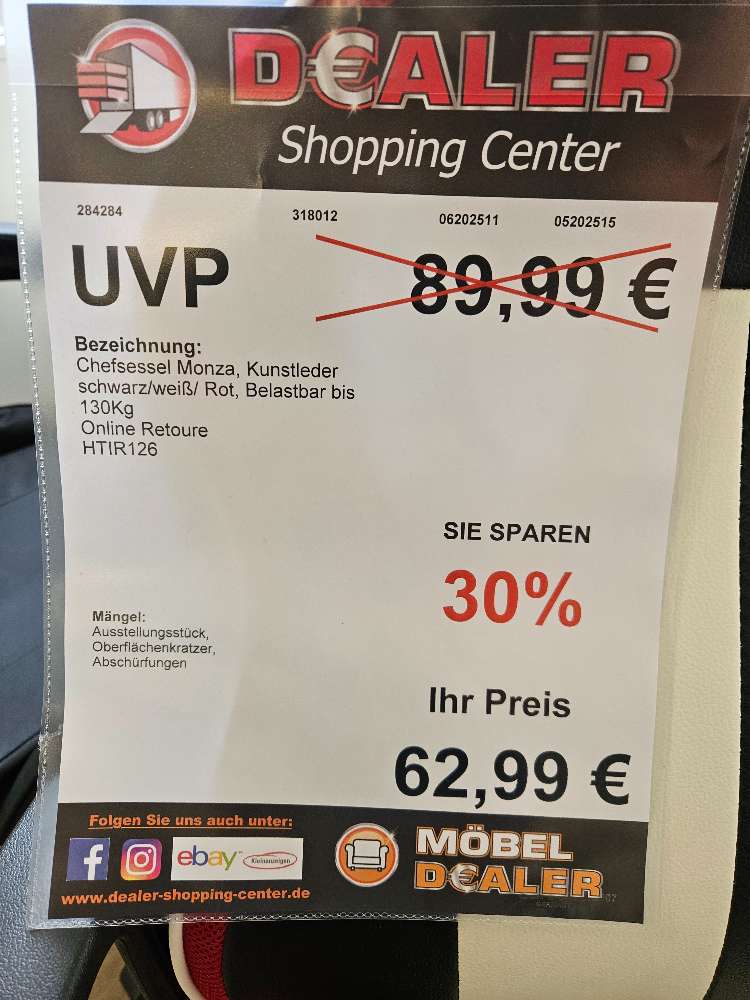 D€ALER
Shopping Center
284284 318012 06202511 05202515
UVP 89,99 €
Bezeichnung:
Chefsessel Monza, Kunstleder
schwarz/weiß/ Rot, Belastbar bis
130Kg
Online Retoure
HTIR126
SIE SPAREN
30%
Mängel:
Ausstellungsstück,
Oberflächenkratzer,
Abschürfungen
Ihr Preis
62,99 €
Folgen Sie uns auch unter:
f ebay Kleinanzeigen
www.dealer-shopping-center.de
MÖBEL
D€ALER